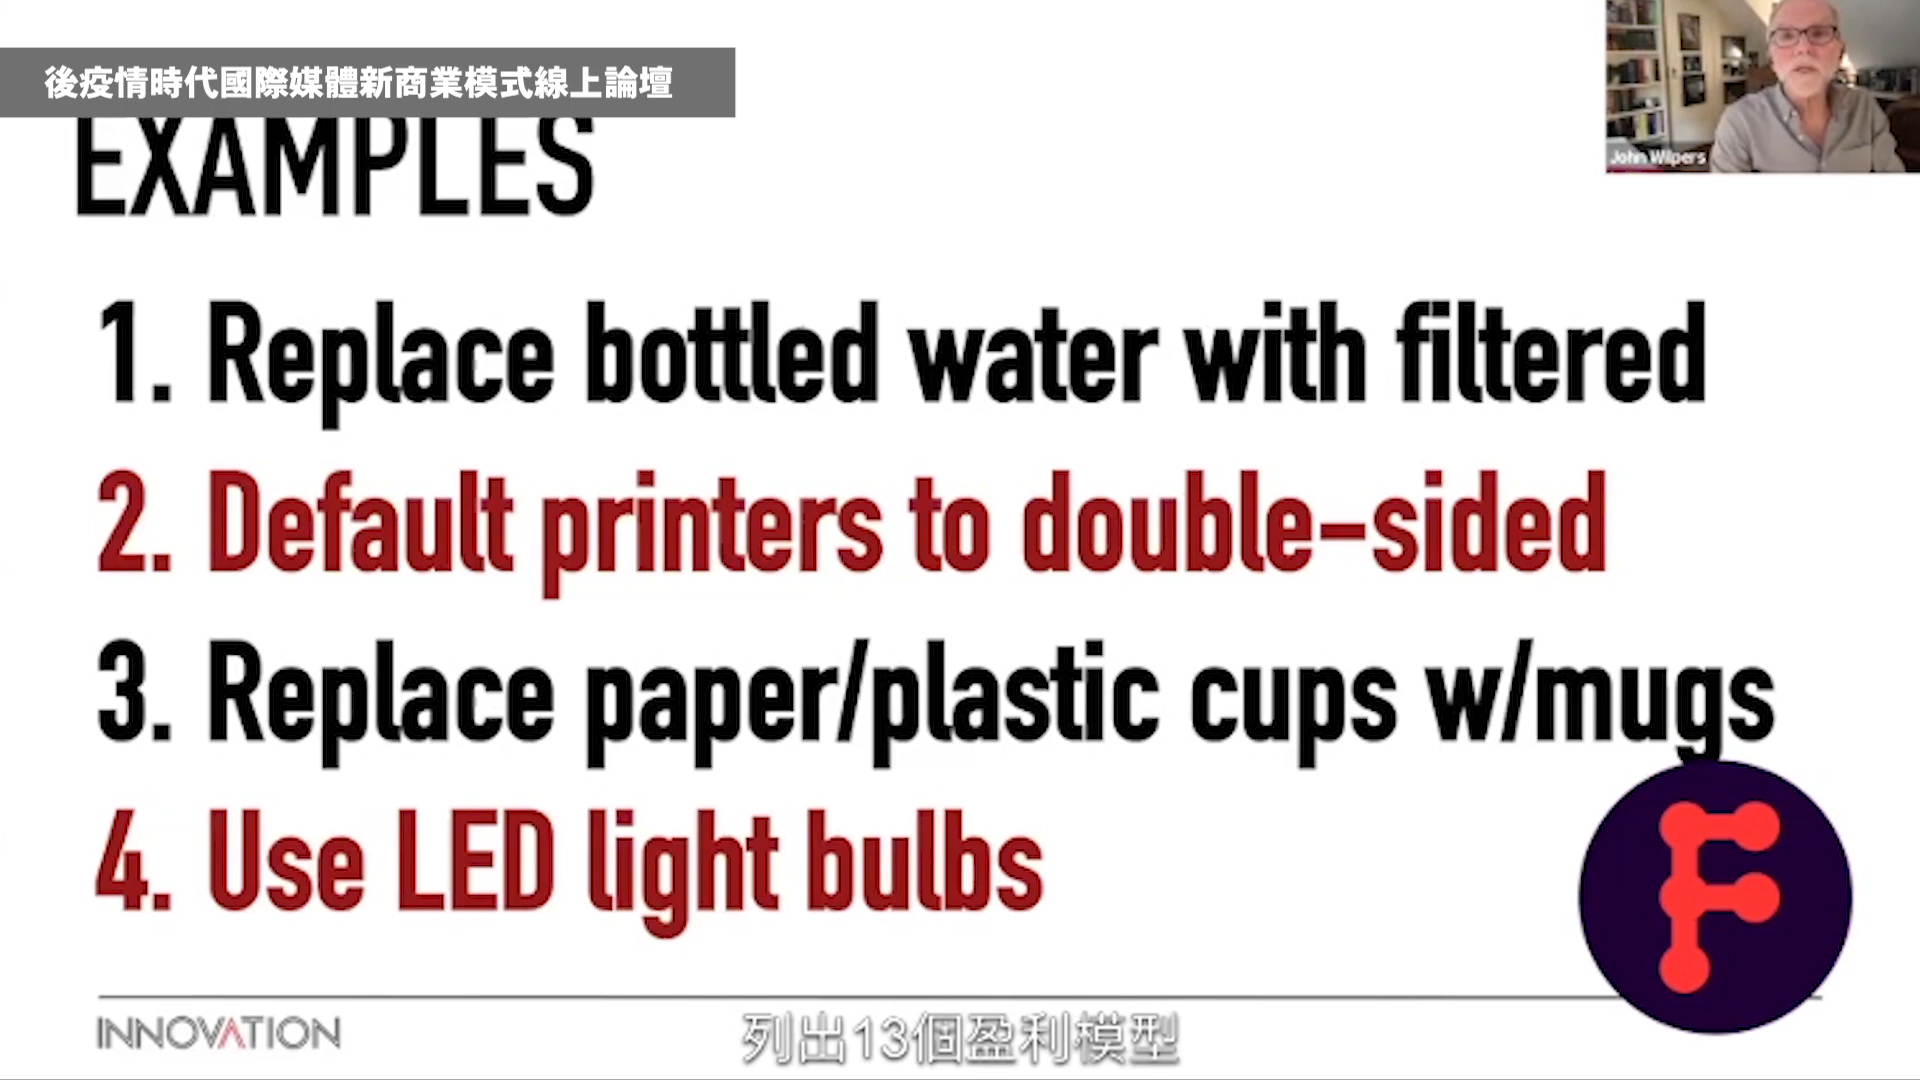 後疫情時代國際媒體新商業模式線上論壇
John Wilpers
EXAMPLES
1. Replace bottled water with filtered
2. Default printers to double-sided
3. Replace paper/plastic cups w/mugs
4. Use LED light bulbs
F
INNOVATION
列出13個盈利模型